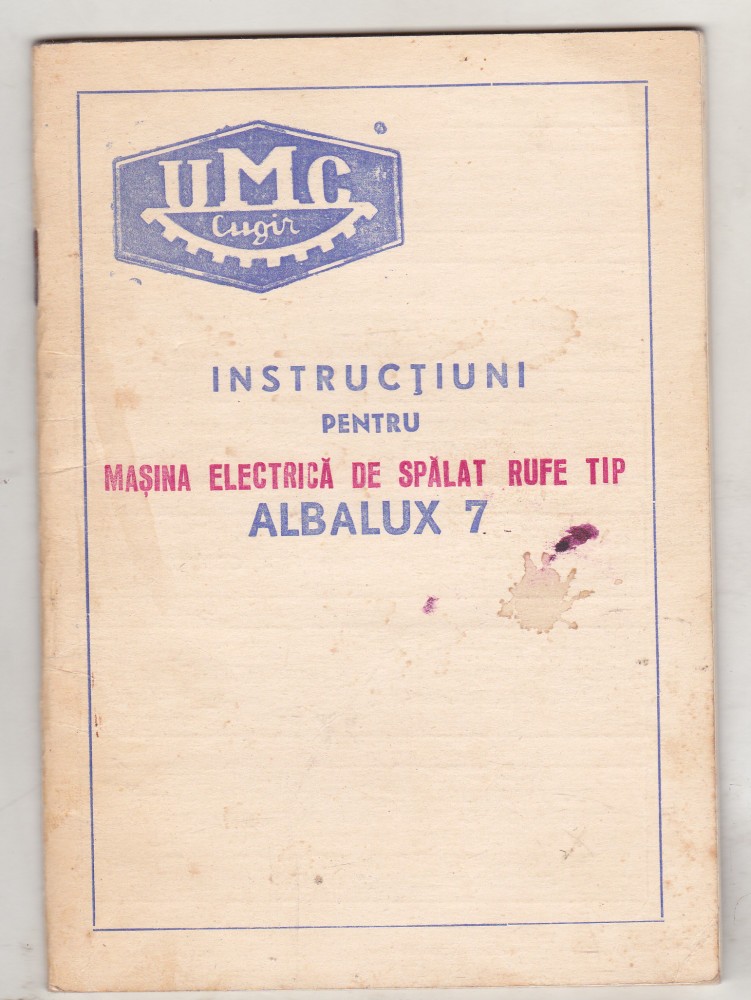 UMC
Cugir
INSTRUCŢIUNI
PENTRU
MAŞINA ELECTRICĂ DE SPĂLAT RUFE TIP
ALBALUX 7